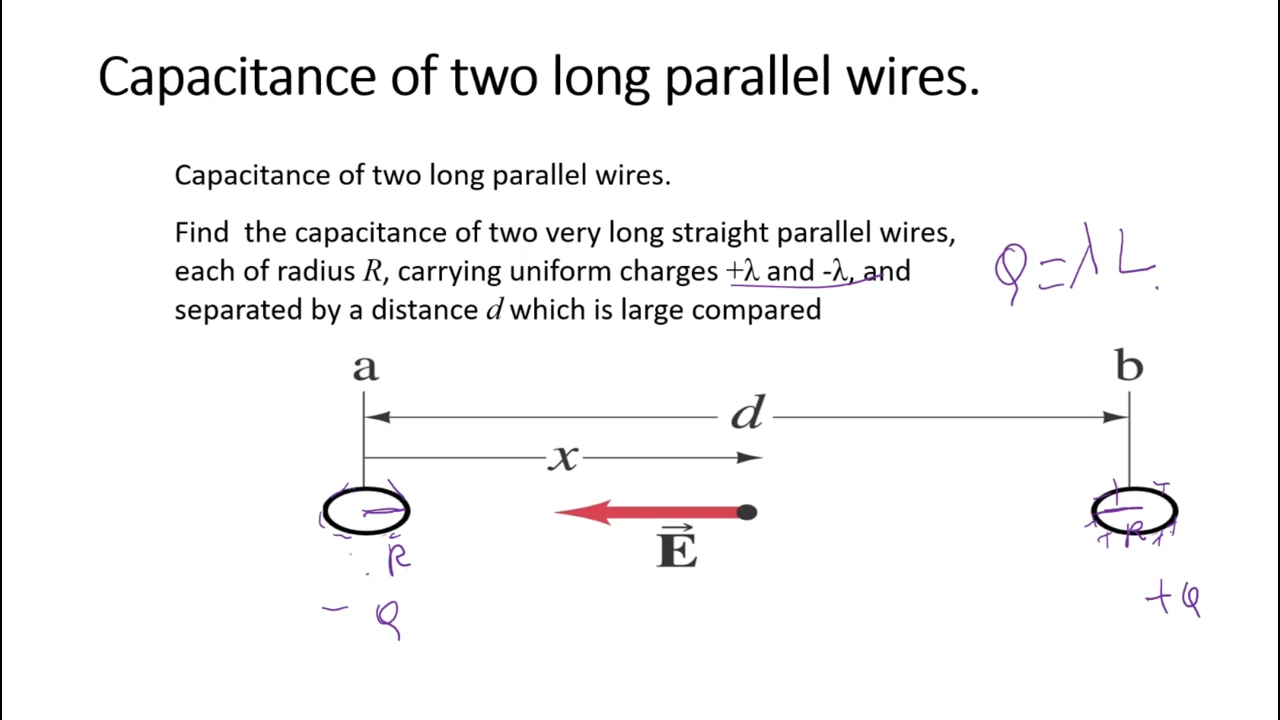 Capacitance of two long parallel wires.
Capacitance of two long parallel wires.
Find the capacitance of two very long straight parallel wires,
each of radius R, carrying uniform charges +λ and -λ, and
separated by a distance d which is large compared
Q = λ L
a
b
d
x
E
R
R
- Q
+ Q